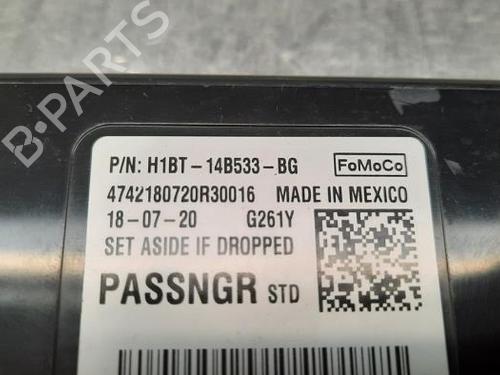 B-PARTS
P/N: H1BT-14B533-BG FoMoCo
4742180720R30016 MADE IN MEXICO
18-07-20 G261Y
SET ASIDE IF DROPPED
PASSNGR STD